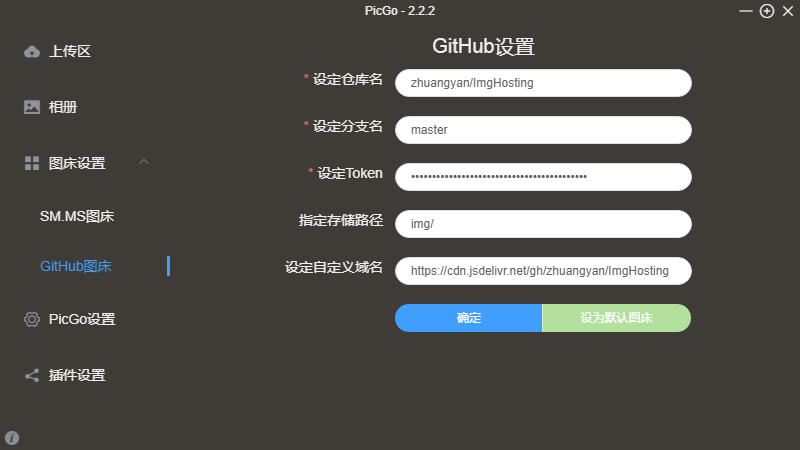 PicGo - 2.2.2
上传区
相册
图床设置
SM.MS图床
GitHub图床
PicGo设置
插件设置
GitHub设置
* 设定仓库名 zhuangyan/ImgHosting
* 设定分支名 master
* 设定Token ••••••••••••••••••••••••••••••••••••••••
指定存储路径 img/
设定自定义域名 https://cdn.jsdelivr.net/gh/zhuangyan/ImgHosting
确定 设为默认图床